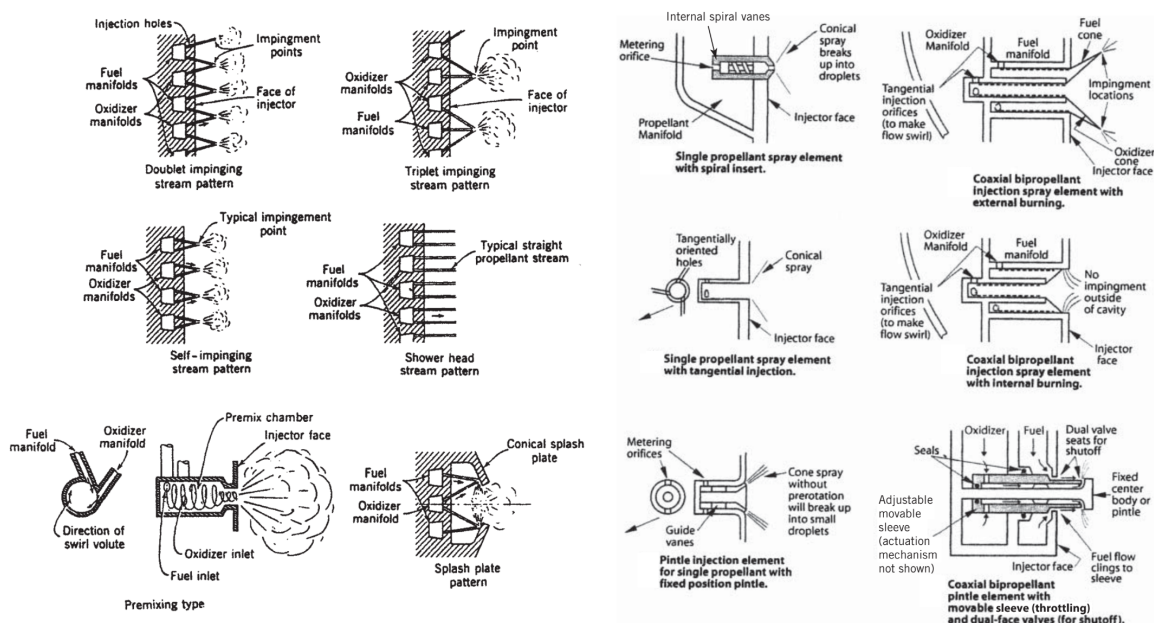 Injection holes
Impingment
points
Fuel
manifolds
Oxidizer
manifolds
Face of
injector
Doublet impinging
stream pattern
Impingment
point
Oxidizer
manifolds
Fuel
manifolds
Face of
injector
Triplet impinging
stream pattern
Internal spiral vanes
Metering
orifice
Conical
spray
breaks
up into
droplets
Propellant
Manifold
Injector face
Single propellant spray element
with spiral insert.
Oxidizer
Manifold
Fuel manifold
Fuel
cone
Tangential
injection
orifices
(to make
flow swirl)
Impingment
locations
Oxidizer
cone
Injector face
Coaxial bipropellant
injection spray element with
external burning.
Typical impingement
point
Fuel
manifolds
Oxidizer
manifolds
Self-impinging
stream pattern
Typical straight
propellant stream
Fuel
manifolds
Oxidizer
manifolds
Shower head
stream pattern
Tangentially
oriented
holes
Conical
spray
Injector face
Single propellant spray element
with tangential injection.
Oxidizer
Manifold
Fuel
manifold
Tangential
injection
orifices
(to make
flow swirl)
No
impingment
outside
of cavity
Injector
face
Coaxial bipropellant
injection spray element
with internal burning.
Fuel
manifold
Oxidizer
manifold
Premix chamber
Injector face
Direction of
swirl volute
Oxidizer inlet
Fuel inlet
Premixing type
Conical splash
plate
Fuel
manifolds
Oxidizer
manifold
Splash plate
pattern
Metering
orifices
Cone spray
without
prerotation
will break up
into small
droplets
Guide
vanes
Pintle injection element
for single propellant with
fixed position pintle.
Oxidizer
Fuel
Dual valve
seats for
shutoff
Seals
Fixed
center
body or
pintle
Adjustable
movable
sleeve
(actuation
mechanism
not shown)
Injector face
Fuel flow
clings to
sleeve
Coaxial bipropellant
pintle element with
movable sleeve (throttling)
and dual-face valves (for shutoff).